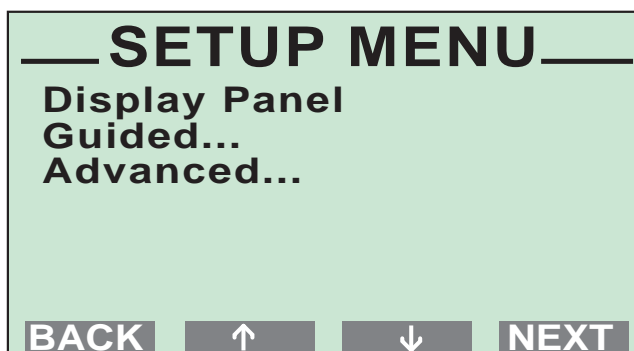 SETUP MENU
Display Panel
Guided...
Advanced...
BACK ↑ ↓ NEXT